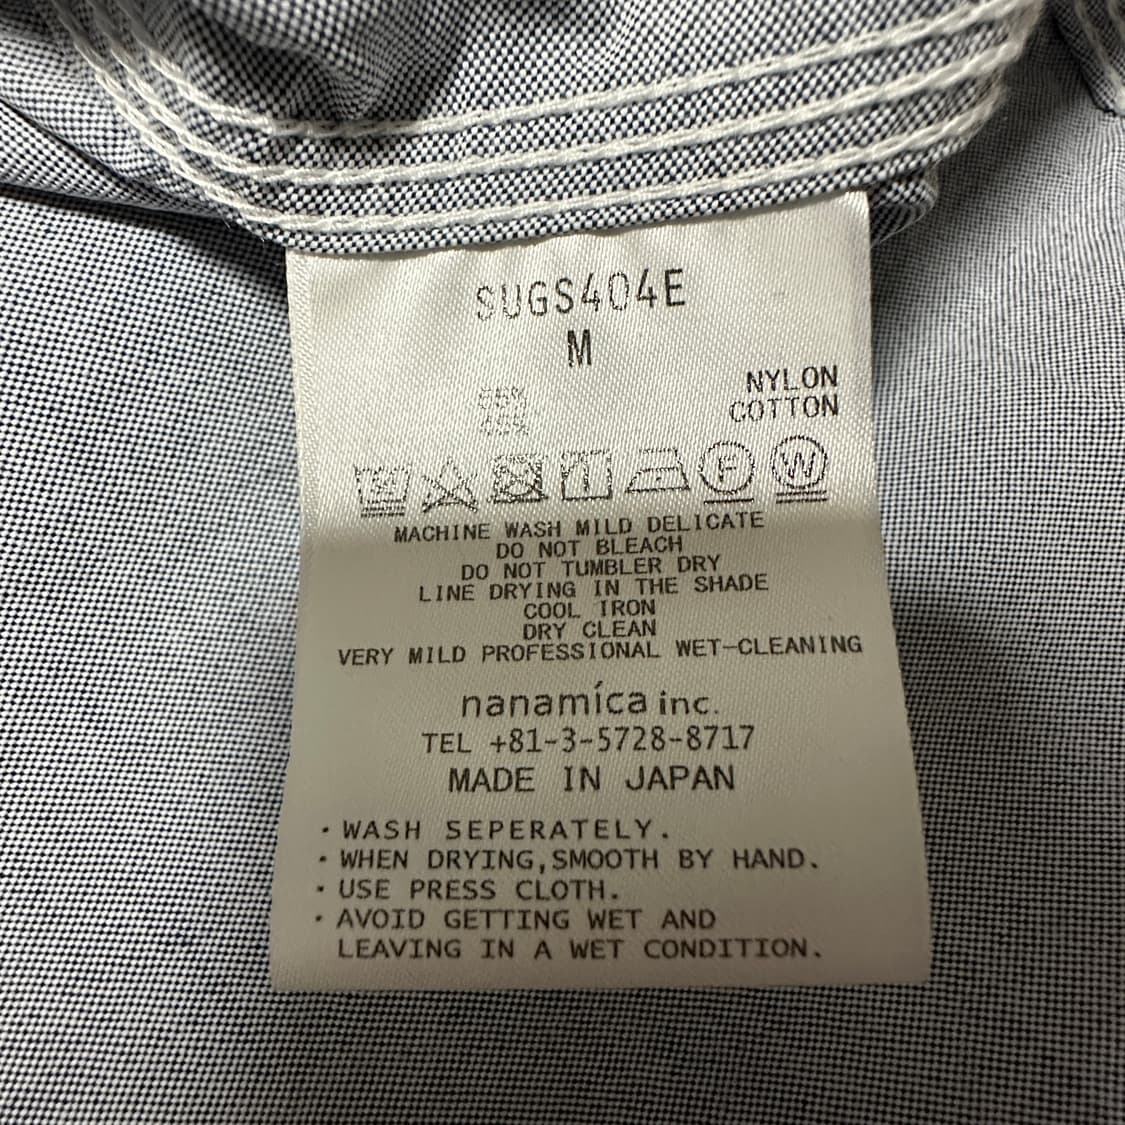 SUGS404E
M
NYLON
COTTON
F W
MACHINE WASH MILD DELICATE
DO NOT BLEACH
DO NOT TUMBLER DRY
LINE DRYING IN THE SHADE
COOL IRON
DRY CLEAN
VERY MILD PROFESSIONAL WET-CLEANING
nanamíca inc.
TEL +81-3-5728-8717
MADE IN JAPAN
・WASH SEPERATELY.
・WHEN DRYING,SMOOTH BY HAND.
・USE PRESS CLOTH.
・AVOID GETTING WET AND
LEAVING IN A WET CONDITION.